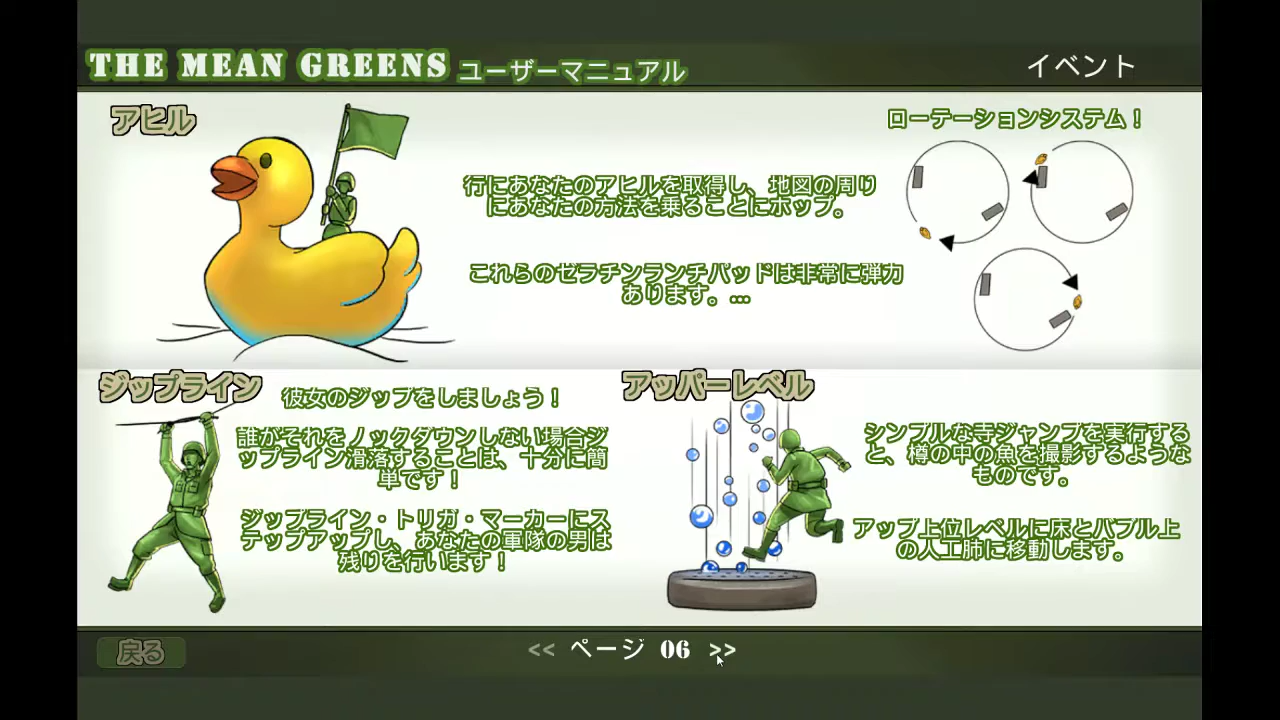 THE MEAN GREENS ユーザーマニュアル
イベント
アヒル
行にあなたのアヒルを取得し、地図の周り
にあなたの方法を乗ることにホップ。
これらのゼラチンランチパッドは非常に弾力
あります。…
ローテーションシステム！
ジップライン
彼女のジップをしましょう！
誰がそれをノックダウンしない場合ジ
ップライン滑落することは、十分に簡
単です！
ジップライン・トリガ・マーカーにス
テップアップし、あなたの軍隊の男は
残りを行います！
アッパーレベル
シンプルな寺ジャンプを実行する
と、樽の中の魚を撮影するような
ものです。
アップ上位レベルに床とバブル上
の人工肺に移動します。
戻る
<< ページ 06 >>